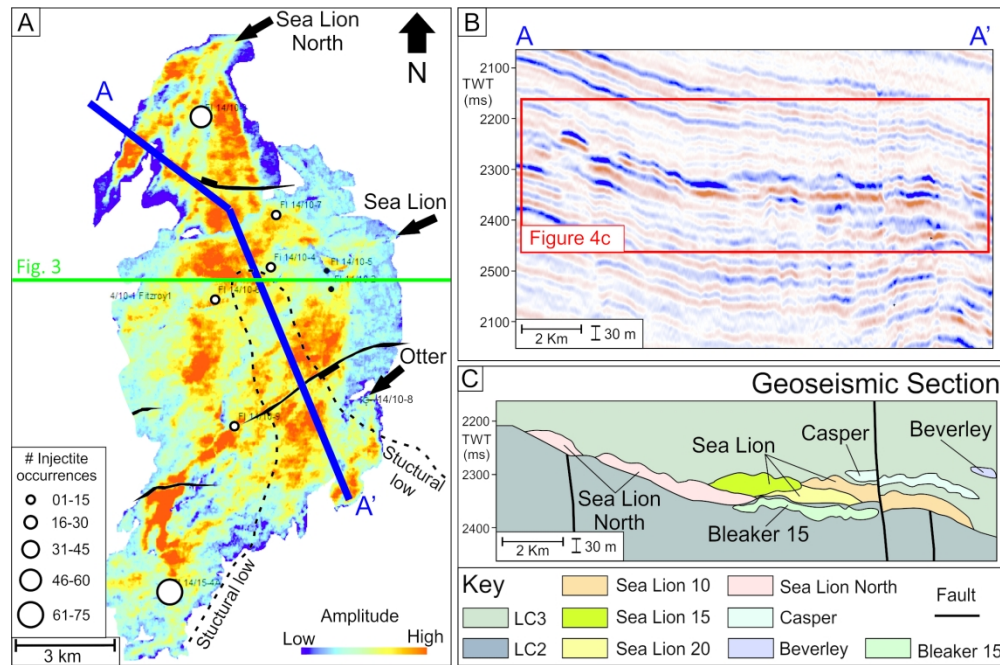 A
Sea Lion
North
N
A
Fl 14/10-7
Sea Lion
Fl 14/10-4
Fl 14/10-5
Fig. 3
4/10-1 Fitzroy1
Otter
14/10-8
Stuctural
low
A'
Stuctural low
14/15-4
# Injectite
occurrences
01-15
16-30
31-45
46-60
61-75
3 km
Amplitude
Low
High
B
A
A'
TWT
(ms)
2100
2200
2300
2400
2500
2100
Figure 4c
2 Km
30 m
C
Geoseismic Section
TWT
(ms)
2200
2300
2400
Sea Lion
North
Sea Lion
Casper
Beverley
Bleaker 15
2 Km
30 m
Key
LC3
LC2
Sea Lion 10
Sea Lion 15
Sea Lion 20
Sea Lion North
Casper
Beverley
Bleaker 15
Fault